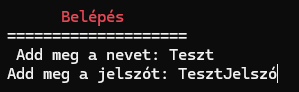 Belépés
====================
Add meg a nevet: Teszt
Add meg a jelszót: TesztJelszó